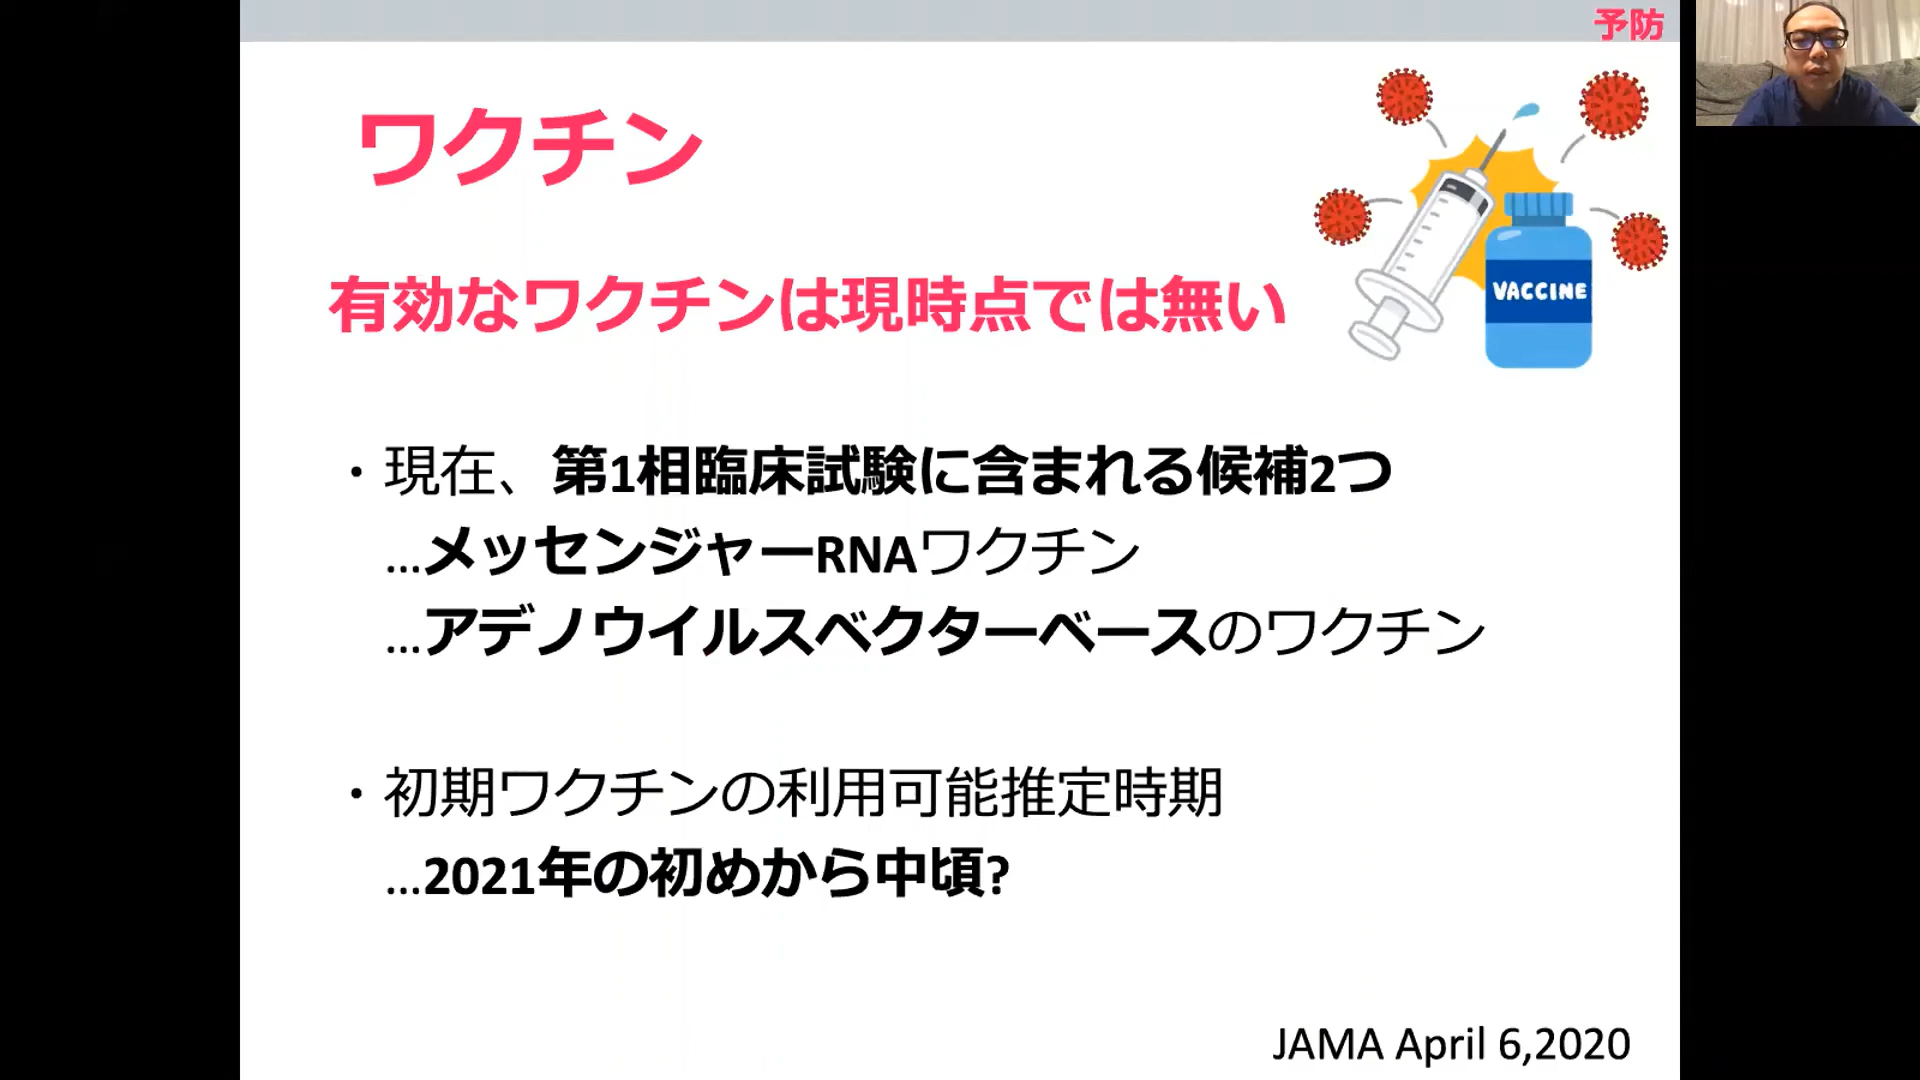 予防
ワクチン
有効なワクチンは現時点では無い
VACCINE
・現在、第1相臨床試験に含まれる候補2つ
...メッセンジャーRNAワクチン
...アデノウイルスベクターベースのワクチン
・初期ワクチンの利用可能推定時期
...2021年の初めから中頃?
JAMA April 6,2020